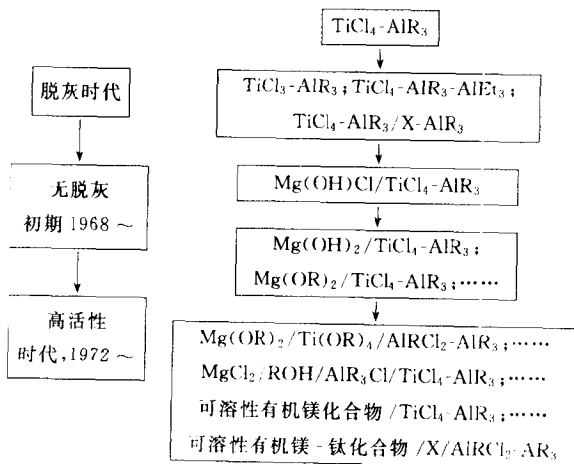 TiCl₄-AlR₃
脱灰时代
TiCl₃-AlR₃；TiCl₄-AlR₃-AlEt₃；
TiCl₄-AlR₃/X-AlR₃
无脱灰
初期 1968～
Mg(OH)Cl/TiCl₄-AlR₃
Mg(OH)₂/TiCl₄-AlR₃；
Mg(OR)₂/TiCl₄-AlR₃；……
高活性
时代，1972～
Mg(OR)₂/Ti(OR)₄/AlRCl₂-AlR₃；……
MgCl₂/ROH/AlR₃Cl/TiCl₄-AlR₃；……
可溶性有机镁化合物/TiCl₄-AlR₃；……
可溶性有机镁-钛化合物/X/AlRCl₂-AR₃